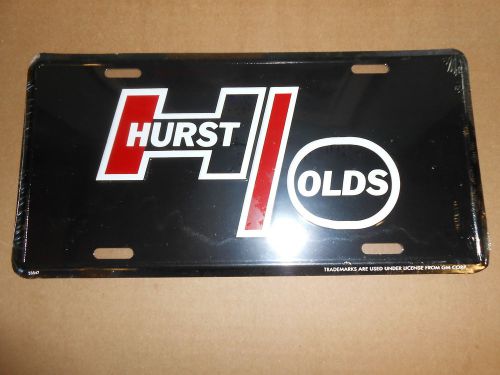 HURST
OLDS
TRADEMARKS ARE USED UNDER LICENSE FROM GM CORP.